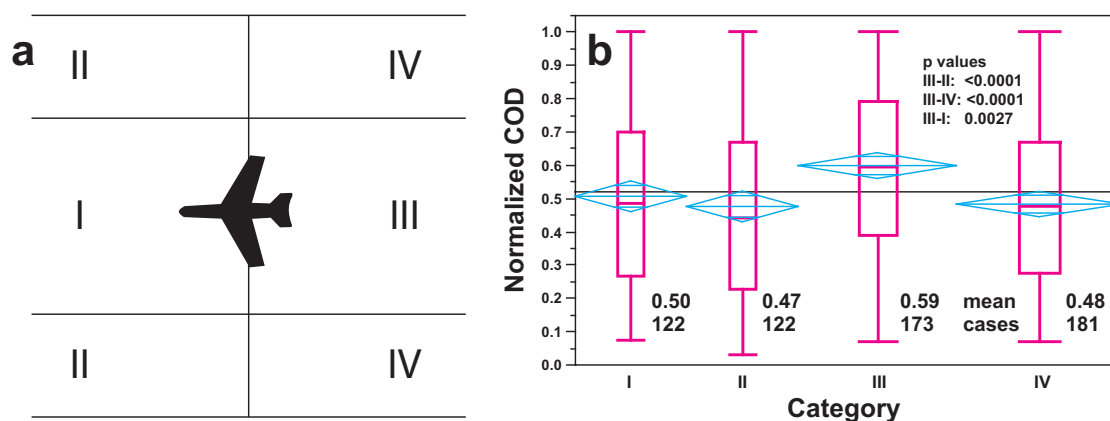 a
II
IV
I
III
II
IV
b
Normalized COD
1.0
0.9
0.8
0.7
0.6
0.5
0.4
0.3
0.2
0.1
0.0
p values
III-II: <0.0001
III-IV: <0.0001
III-I: 0.0027
0.50 0.47 0.59 mean 0.48
122 122 173 cases 181
I II III IV
Category